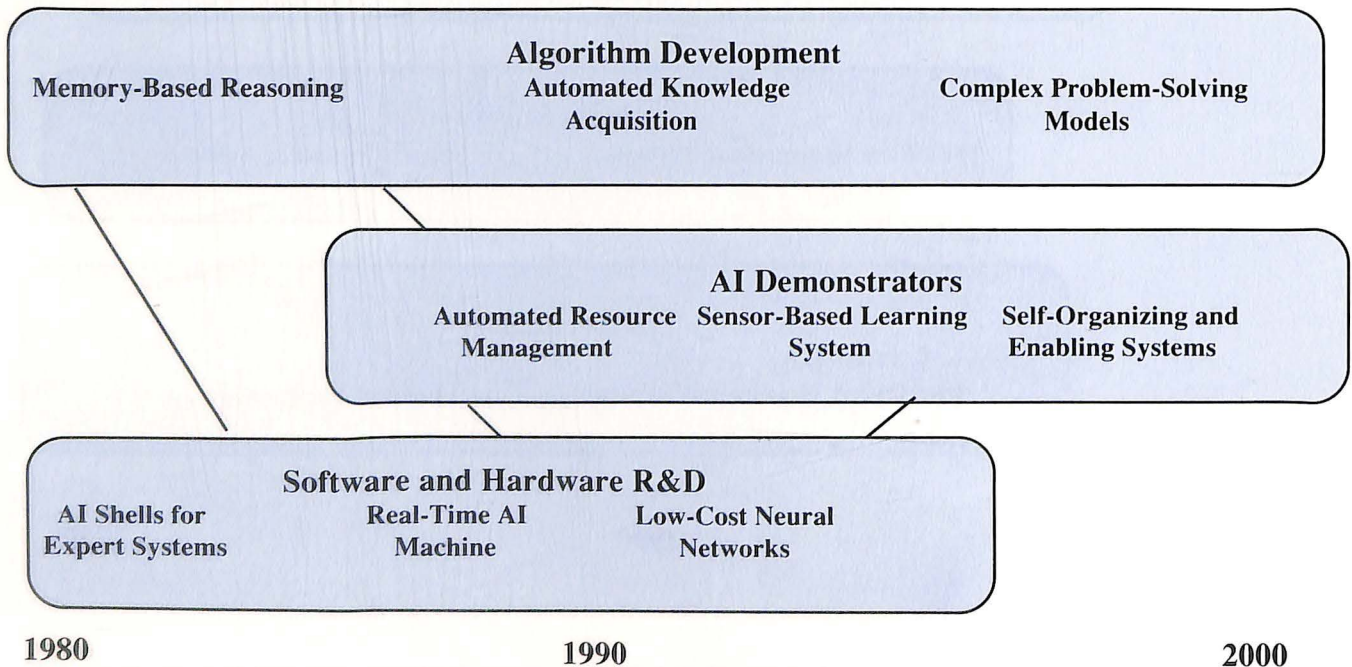 Algorithm Development
Memory-Based Reasoning
Automated Knowledge
Acquisition
Complex Problem-Solving
Models
AI Demonstrators
Automated Resource
Management
Sensor-Based Learning
System
Self-Organizing and
Enabling Systems
Software and Hardware R&D
AI Shells for
Expert Systems
Real-Time AI
Machine
Low-Cost Neural
Networks
1980
1990
2000